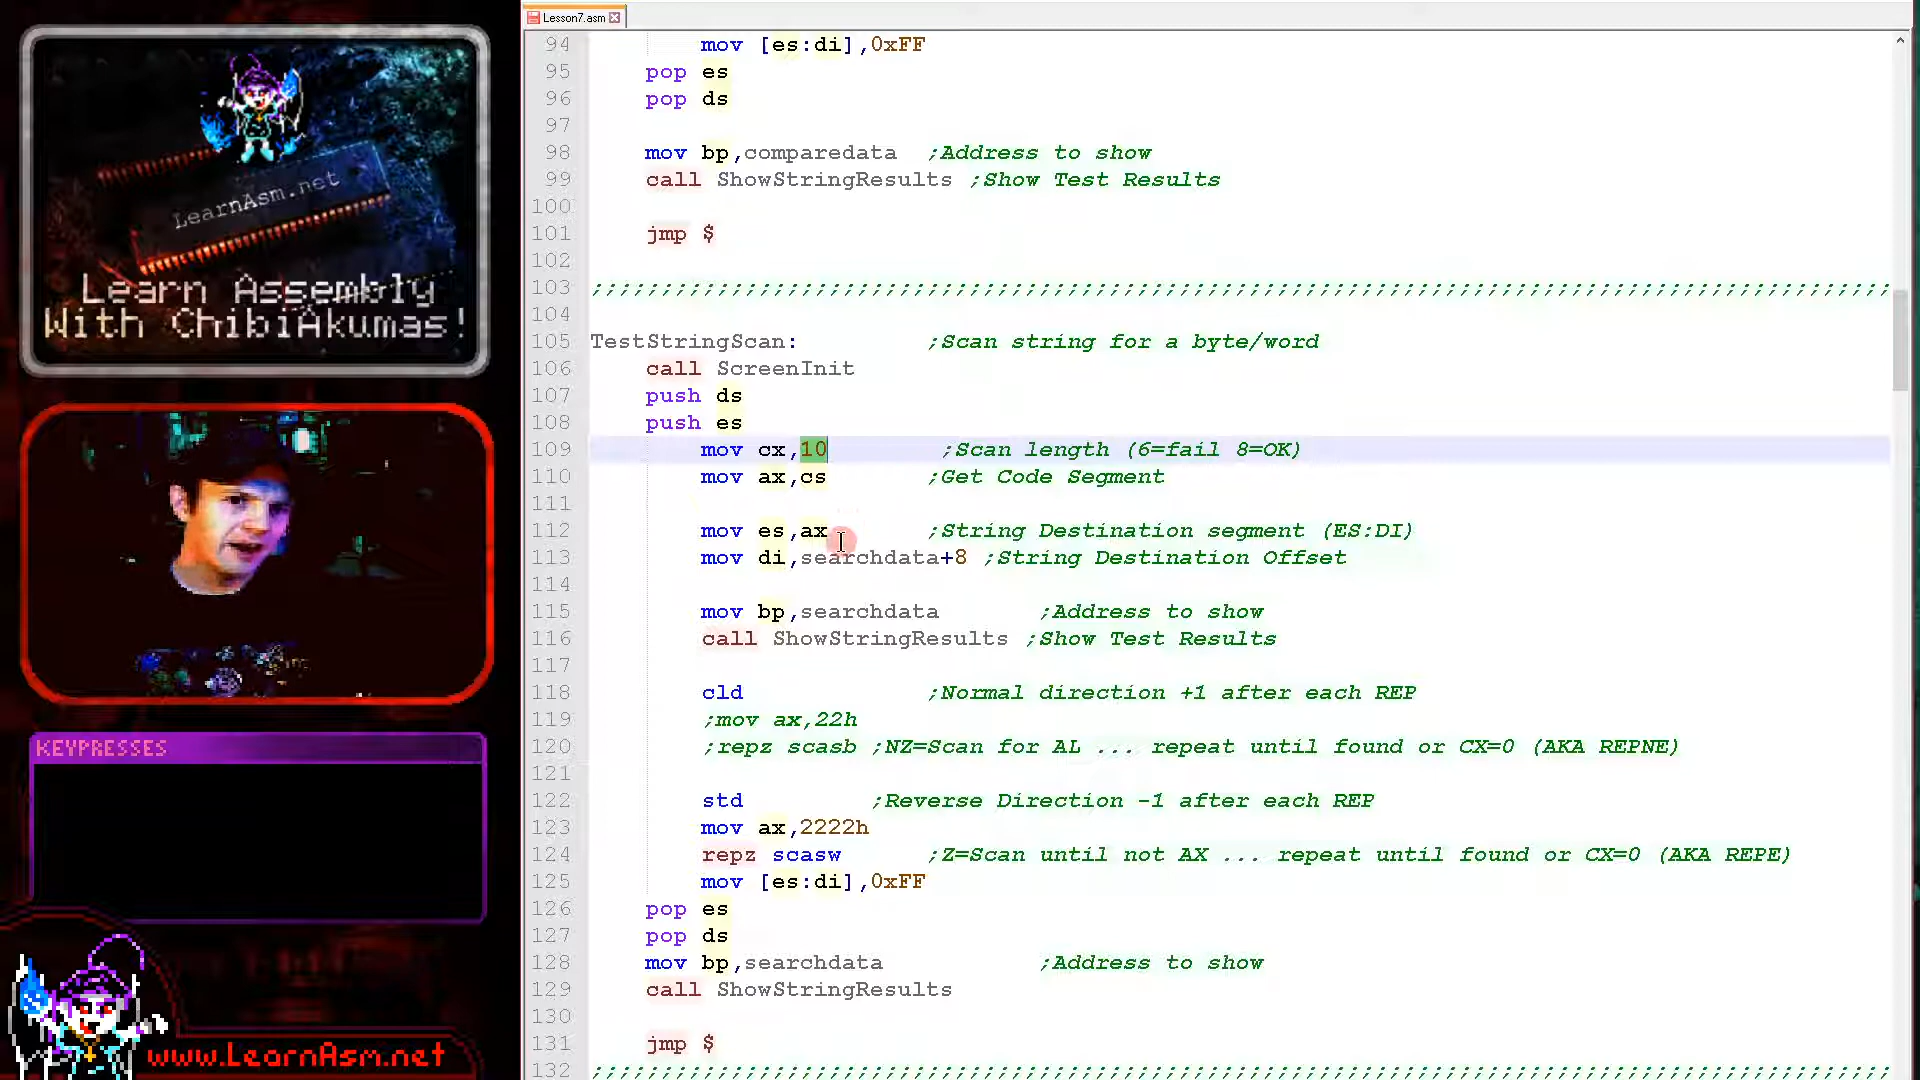 LearnAsm.net
Learn Assembly
With ChibiAkumas!
KEYPRESSES
www.LearnAsm.net
Lesson7.asm
94 mov [es:di],0xFF
95 pop es
96 pop ds
97
98 mov bp,comparedata ;Address to show
99 call ShowStringResults ;Show Test Results
100
101 jmp $
102
103 ;;;;;;;;;;;;;;;;;;;;;;;;;;;;;;;;;;;;;;;;;;;;;;;;;;;;;;;;;;;;;;;;;;;;;;;;;;;;;;;;;;;;;;;;;;;;;
104
105 TestStringScan: ;Scan string for a byte/word
106 call ScreenInit
107 push ds
108 push es
109 mov cx,10 ;Scan length (6=fail 8=OK)
110 mov ax,cs ;Get Code Segment
111
112 mov es,ax ;String Destination segment (ES:DI)
113 mov di,searchdata+8 ;String Destination Offset
114
115 mov bp,searchdata ;Address to show
116 call ShowStringResults ;Show Test Results
117
118 cld ;Normal direction +1 after each REP
119 ;mov ax,22h
120 ;repz scasb ;NZ=Scan for AL ... repeat until found or CX=0 (AKA REPNE)
121
122 std ;Reverse Direction -1 after each REP
123 mov ax,2222h
124 repz scasw ;Z=Scan until not AX ... repeat until found or CX=0 (AKA REPE)
125 mov [es:di],0xFF
126 pop es
127 pop ds
128 mov bp,searchdata ;Address to show
129 call ShowStringResults
130
131 jmp $
132 ;;;;;;;;;;;;;;;;;;;;;;;;;;;;;;;;;;;;;;;;;;;;;;;;;;;;;;;;;;;;;;;;;;;;;;;;;;;;;;;;;;;;;;;;;;;;;